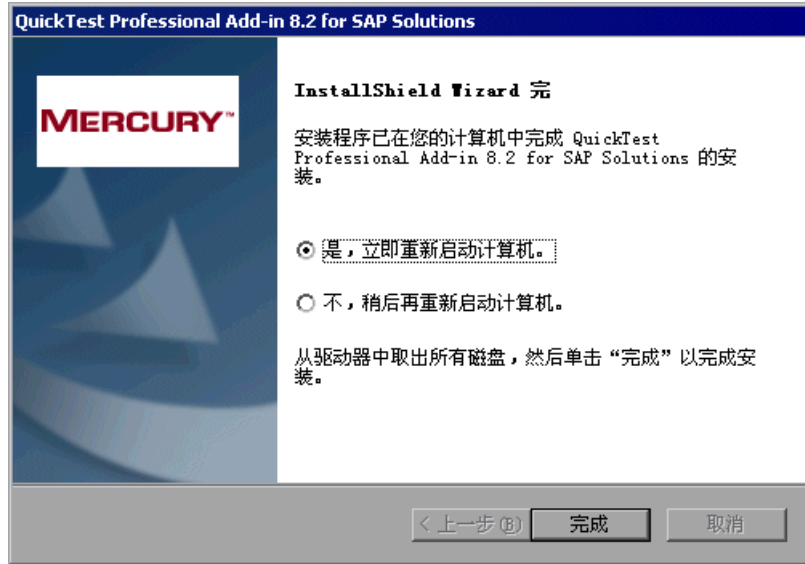 QuickTest Professional Add-in 8.2 for SAP Solutions
MERCURY™
InstallShield Wizard 完
安装程序已在您的计算机中完成 QuickTest
Professional Add-in 8.2 for SAP Solutions 的安
装。
是，立即重新启动计算机。
不，稍后再重新启动计算机。
从驱动器中取出所有磁盘，然后单击“完成”以完成安
装。
< 上一步(B)
完成
取消